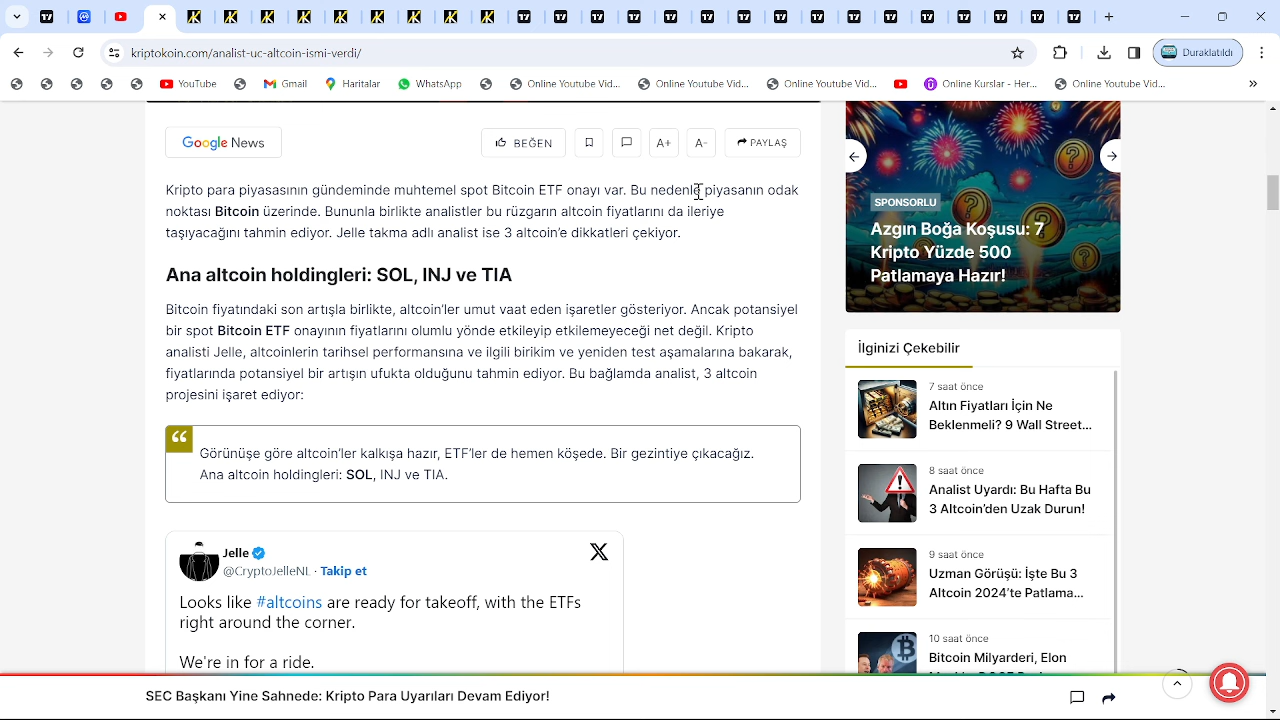 kriptokoin.com/analist-uc-altcoin-ismi-verdi/
Duraklatıldı
YouTube
Gmail
Haritalar
WhatsApp
Online Youtube Vid...
Online Youtube Vid...
Online Youtube Vid...
Online Kurslar - Her...
Online Youtube Vid...
Google News
BEĞEN
A+
A-
PAYLAŞ
Kripto para piyasasının gündeminde muhtemel spot Bitcoin ETF onayı var. Bu nedenle piyasanın odak
noktası Bitcoin üzerinde. Bununla birlikte analistler bu rüzgarın altcoin fiyatlarını da ileriye
taşıyacağını tahmin ediyor. Jelle takma adlı analist ise 3 altcoin’e dikkatleri çekiyor.
Ana altcoin holdingleri: SOL, INJ ve TIA
Bitcoin fiyatındaki son artışla birlikte, altcoin’ler umut vaat eden işaretler gösteriyor. Ancak potansiyel
bir spot Bitcoin ETF onayının fiyatlarını olumlu yönde etkileyip etkilemeyeceği net değil. Kripto
analisti Jelle, altcoinlerin tarihsel performansına ve ilgili birikim ve yeniden test aşamalarına bakarak,
fiyatlarında potansiyel bir artışın ufukta olduğunu tahmin ediyor. Bu bağlamda analist, 3 altcoin
projesini işaret ediyor:
Görünüşe göre altcoin’ler kalkışa hazır, ETF’ler de hemen köşede. Bir gezintiye çıkacağız.
Ana altcoin holdingleri: SOL, INJ ve TIA.
Jelle
@CryptoJelleNL · Takip et
Looks like #altcoins are ready for takeoff, with the ETFs
right around the corner.
We're in for a ride.
SPONSORLU
Azgın Boğa Koşusu: 7
Kripto Yüzde 500
Patlamaya Hazır!
İlginizi Çekebilir
7 saat önce
Altın Fiyatları İçin Ne
Beklenmeli? 9 Wall Street...
8 saat önce
Analist Uyardı: Bu Hafta Bu
3 Altcoin’den Uzak Durun!
9 saat önce
Uzman Görüşü: İşte Bu 3
Altcoin 2024’te Patlama...
10 saat önce
Bitcoin Milyarderi, Elon
SEC Başkanı Yine Sahnede: Kripto Para Uyarıları Devam Ediyor!